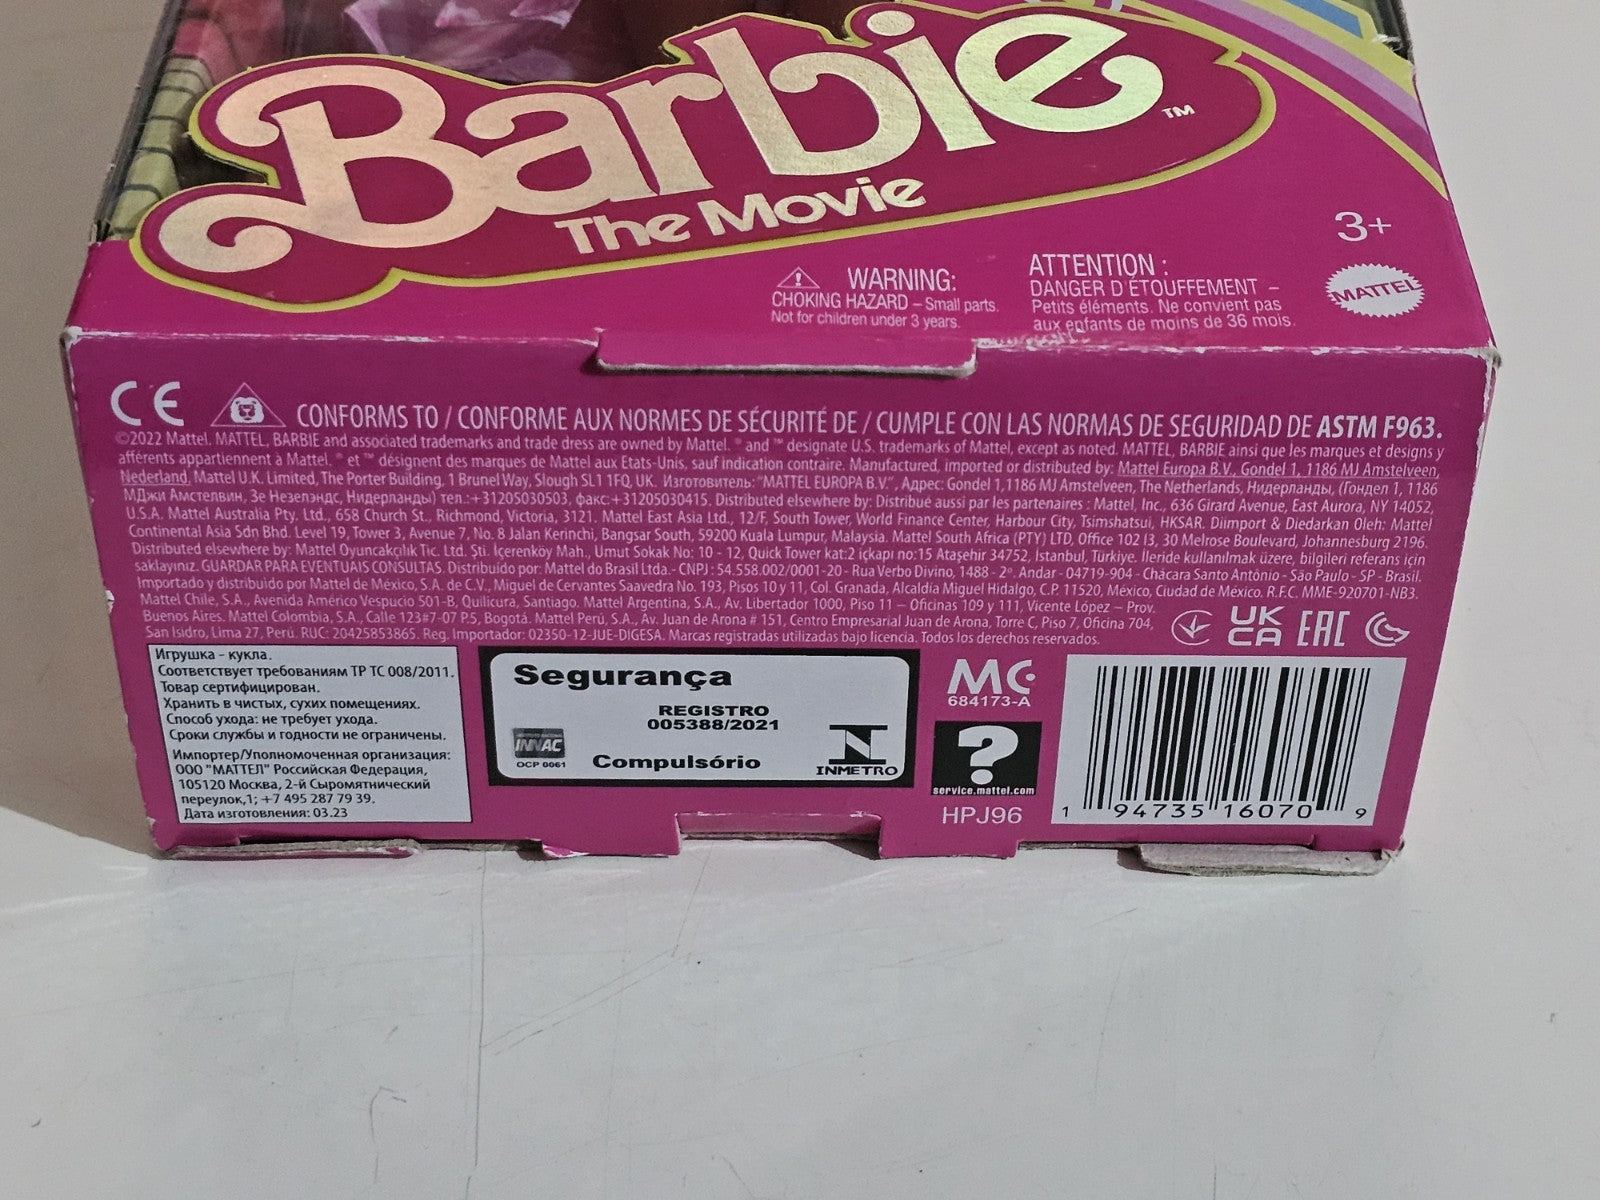 Barbie TM
The Movie
3+
MATTEL
WARNING:
CHOKING HAZARD – Small parts.
Not for children under 3 years.
ATTENTION :
DANGER D'ÉTOUFFEMENT –
Petits éléments. Ne convient pas
aux enfants de moins de 36 mois.
CE CONFORMS TO / CONFORME AUX NORMES DE SÉCURITÉ DE / CUMPLE CON LAS NORMAS DE SEGURIDAD DE ASTM F963.
©2022 Mattel. MATTEL, BARBIE and associated trademarks and trade dress are owned by Mattel. ® and ™ designate U.S. trademarks of Mattel, except as noted. MATTEL, BARBIE ainsi que les marques et designs y
afférents appartiennent à Mattel. ® et ™ désignent des marques de Mattel aux États-Unis, sauf indication contraire. Manufactured, imported or distributed by: Mattel Europa B.V., Gondel 1, 1186 MJ Amstelveen,
Nederland. Mattel U.K. Limited, The Porter Building, 1 Brunel Way, Slough SL1 1FQ, UK. Изготовитель: "MATTEL EUROPA B.V.", Адрес: Gondel 1,1186 MJ Amstelveen, The Netherlands, Нидерланды, (Гондел 1, 1186
МДжи Амстелвин, Зе Незелэндс, Нидерланды) тел.:+31205030503, факс:+31205030415. Distributed elsewhere by: Distribué aussi par les partenaires : Mattel, Inc., 636 Girard Avenue, East Aurora, NY 14052,
U.S.A. Mattel Australia Pty. Ltd., 658 Church St., Richmond, Victoria, 3121. Mattel East Asia Ltd., 12/F, South Tower, World Finance Center, Harbour City, Tsimshatsui, HKSAR. Diimport & Diedarkan Oleh: Mattel
Continental Asia Sdn Bhd. Level 19, Tower 3, Avenue 7, No. 8 Jalan Kerinchi, Bangsar South, 59200 Kuala Lumpur, Malaysia. Mattel South Africa (PTY) LTD, Office 102 I3, 30 Melrose Boulevard, Johannesburg 2196.
Distributed elsewhere by: Mattel Oyuncakçılık Tic. Ltd. Şti. İçerenköy Mah., Umut Sokak No: 10 - 12, Quick Tower kat:2 içkapı no:15 Ataşehir 34752, İstanbul, Türkiye. İleride kullanılmak üzere, bilgileri referans için
saklayınız. GUARDAR PARA EVENTUAIS CONSULTAS. Distribuído por: Mattel do Brasil Ltda.- CNPJ : 54.558.002/0001-20 - Rua Verbo Divino, 1488 - 2º. Andar - 04719-904 - Chácara Santo Antônio - São Paulo - SP - Brasil.
Importado y distribuido por Mattel de México, S.A. de C.V., Miguel de Cervantes Saavedra No. 193, Pisos 10 y 11, Col. Granada, Alcaldía Miguel Hidalgo, C.P. 11520, México, Ciudad de México. R.F.C. MME-920701-NB3.
Mattel Chile, S.A., Avenida Américo Vespucio 501-B, Quilicura, Santiago. Mattel Argentina, S.A., Av. Libertador 1000, Piso 11 – Oficinas 109 y 111, Vicente López – Prov.
Buenos Aires. Mattel Colombia, S.A., Calle 123#7-07 P.5, Bogotá. Mattel Perú, S.A., Av. Juan de Arona # 151, Centro Empresarial Juan de Arona, Torre C, Piso 7, Oficina 704,
San Isidro, Lima 27, Perú. RUC: 20425853865. Reg. Importador: 02350-12-JUE-DIGESA. Marcas registradas utilizadas bajo licencia. Todos los derechos reservados.
UK
CA
EAC
Игрушка - кукла.
Соответствует требованиям ТР ТС 008/2011.
Товар сертифицирован.
Хранить в чистых, сухих помещениях.
Способ ухода: не требует ухода.
Сроки службы и годности не ограничены.
Импортер/Уполномоченная организация:
ООО "МАТТЕЛ" Российская Федерация,
105120 Москва, 2-й Сыромятнический
переулок,1; +7 495 287 79 39.
Дата изготовления: 03.23
Segurança
REGISTRO
005388/2021
INNAC
OCP 0061
Compulsório
INMETRO
MC
684173-A
?
service.mattel.com
HPJ96
1 94735 16070 9